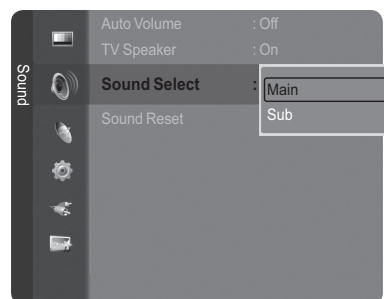 Sound
Auto Volume : Off
TV Speaker : On
Sound Select :
Main
Sub
Sound Reset